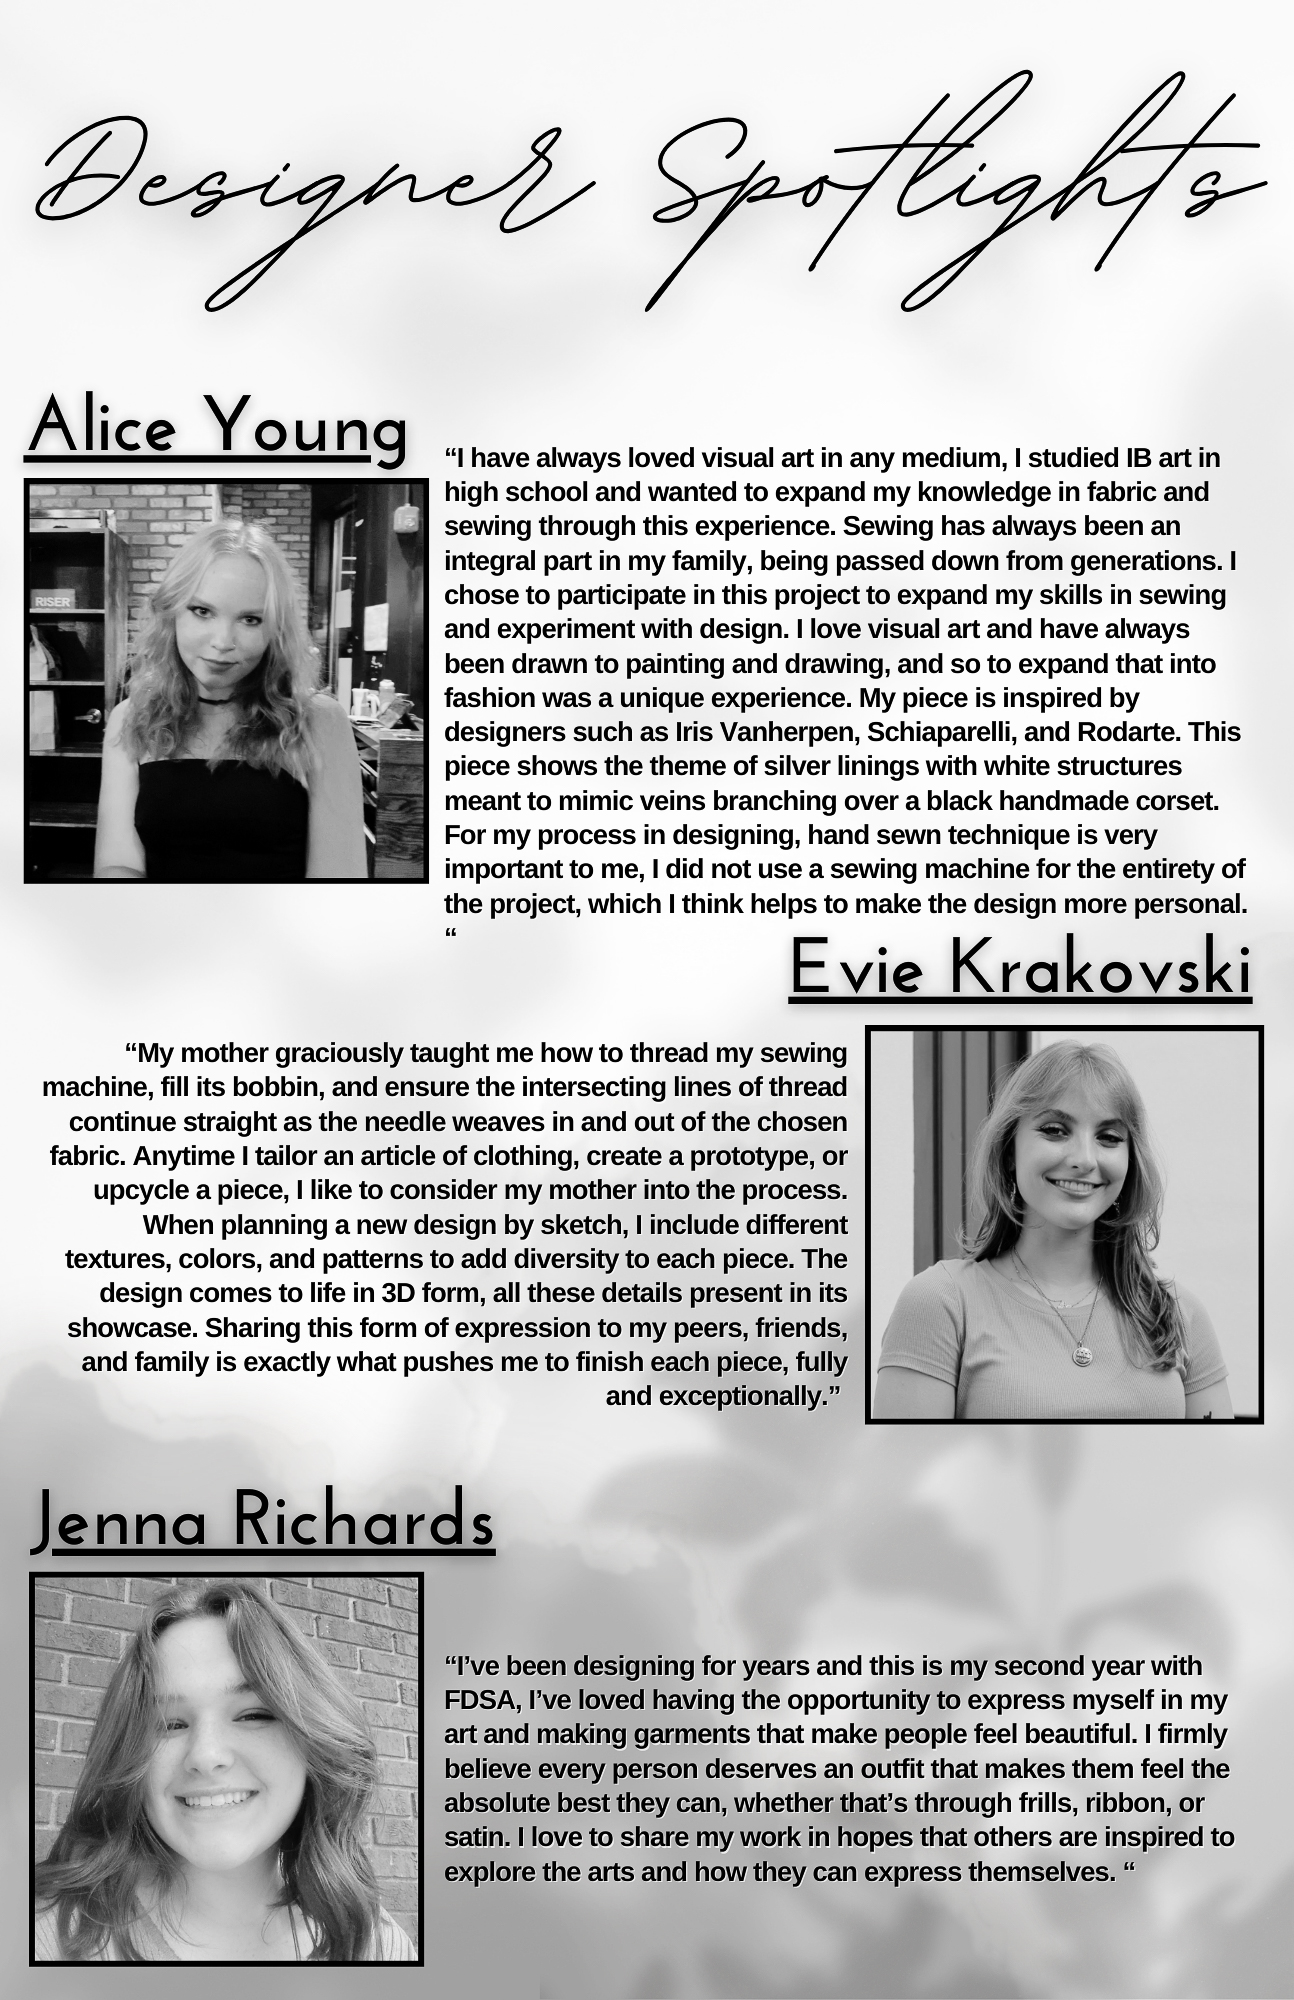 Designer Spotlights
Alice Young
“I have always loved visual art in any medium, I studied IB art in
high school and wanted to expand my knowledge in fabric and
sewing through this experience. Sewing has always been an
integral part in my family, being passed down from generations. I
chose to participate in this project to expand my skills in sewing
and experiment with design. I love visual art and have always
been drawn to painting and drawing, and so to expand that into
fashion was a unique experience. My piece is inspired by
designers such as Iris Vanherpen, Schiaparelli, and Rodarte. This
piece shows the theme of silver linings with white structures
meant to mimic veins branching over a black handmade corset.
For my process in designing, hand sewn technique is very
important to me, I did not use a sewing machine for the entirety of
the project, which I think helps to make the design more personal.
“
RISER
Evie Krakovski
“My mother graciously taught me how to thread my sewing
machine, fill its bobbin, and ensure the intersecting lines of thread
continue straight as the needle weaves in and out of the chosen
fabric. Anytime I tailor an article of clothing, create a prototype, or
upcycle a piece, I like to consider my mother into the process.
When planning a new design by sketch, I include different
textures, colors, and patterns to add diversity to each piece. The
design comes to life in 3D form, all these details present in its
showcase. Sharing this form of expression to my peers, friends,
and family is exactly what pushes me to finish each piece, fully
and exceptionally.”
Jenna Richards
“I’ve been designing for years and this is my second year with
FDSA, I’ve loved having the opportunity to express myself in my
art and making garments that make people feel beautiful. I firmly
believe every person deserves an outfit that makes them feel the
absolute best they can, whether that’s through frills, ribbon, or
satin. I love to share my work in hopes that others are inspired to
explore the arts and how they can express themselves. “